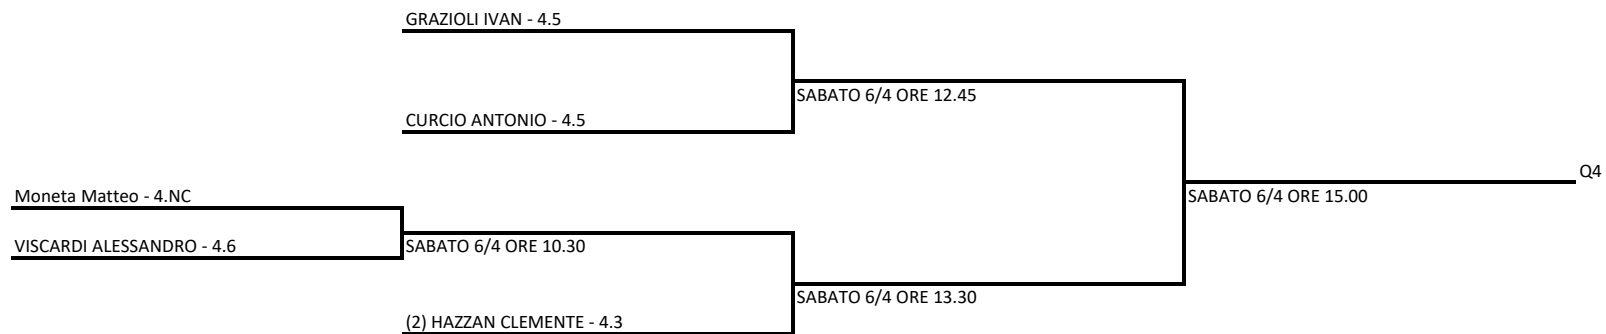 GRAZIOLI IVAN - 4.5
SABATO 6/4 ORE 12.45
CURCIO ANTONIO - 4.5
Q4
Moneta Matteo - 4.NC
SABATO 6/4 ORE 15.00
VISCARDI ALESSANDRO - 4.6
SABATO 6/4 ORE 10.30
SABATO 6/4 ORE 13.30
(2) HAZZAN CLEMENTE - 4.3